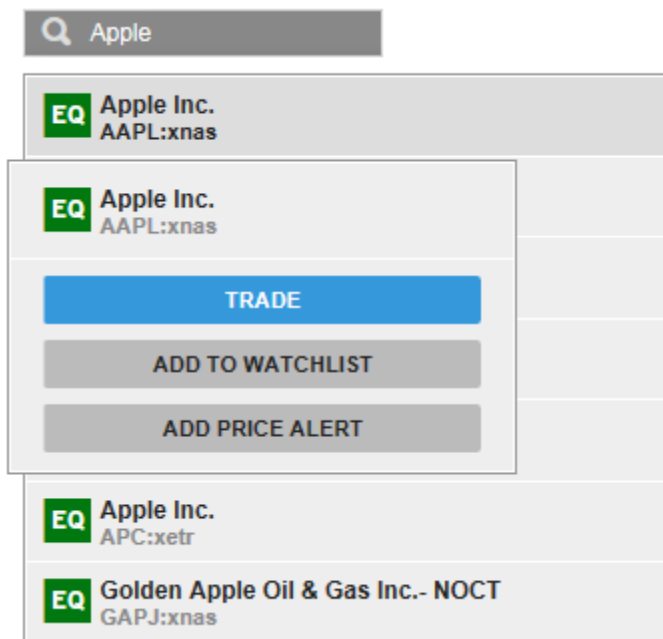 Apple
EQ Apple Inc.
AAPL:xnas
EQ Apple Inc.
AAPL:xnas
TRADE
ADD TO WATCHLIST
ADD PRICE ALERT
EQ Apple Inc.
APC:xetr
EQ Golden Apple Oil & Gas Inc.- NOCT
GAPJ:xnas